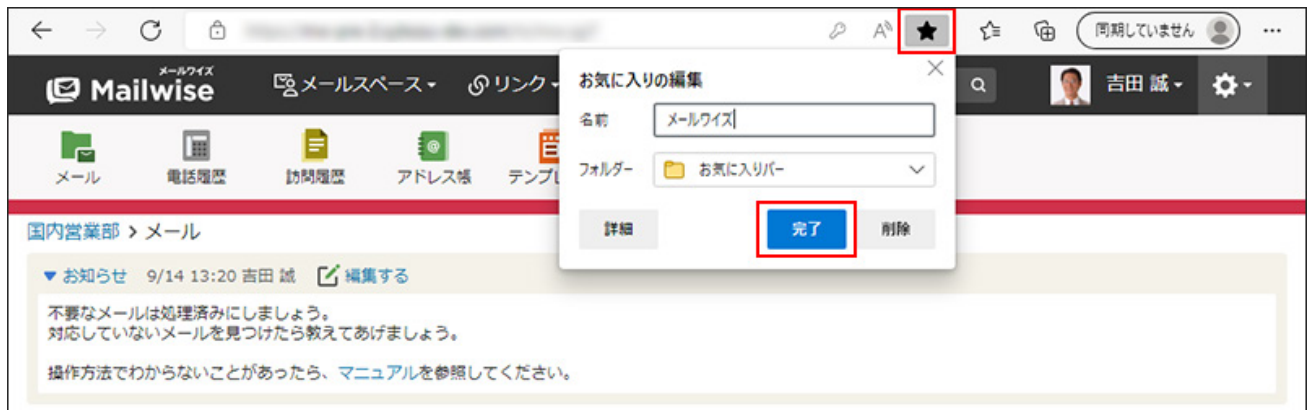 同期していません
メールワイズ
Mailwise
メールスペース
リンク
吉田 誠
お気に入りの編集
名前
メールワイズ
フォルダー
お気に入りバー
詳細
完了
削除
メール
電話履歴
訪問履歴
アドレス帳
国内営業部 > メール
お知らせ 9/14 13:20 吉田 誠 編集する
不要なメールは処理済みにしましょう。
対応していないメールを見つけたら教えてあげましょう。
操作方法でわからないことがあったら、マニュアルを参照してください。